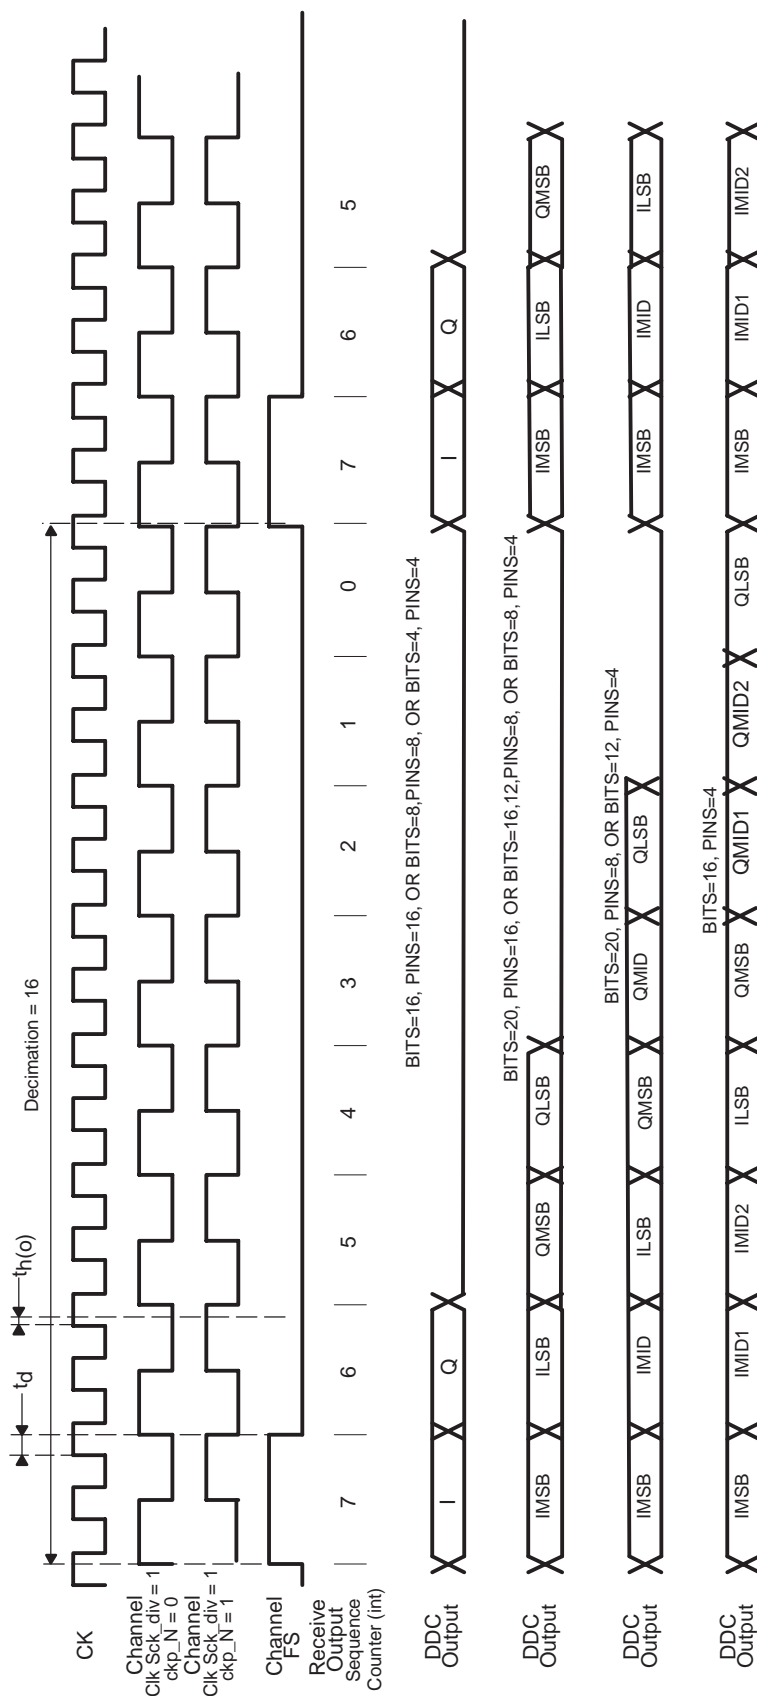 t_d
t_h(o)
Decimation = 16
CK
Channel
Clk Sck_div = 1
ckp_N = 0
Channel
Clk Sck_div = 1
ckp_N = 1
Channel
FS
Receive
Output
Sequence
Counter (int)
7 6 5 4 3 2 1 0 7 6 5
DDC
Output
I Q I Q
BITS=16, PINS=16, OR BITS=8,PINS=8, OR BITS=4, PINS=4
DDC
Output
IMSB ILSB QMSB QLSB IMSB ILSB QMSB
BITS=20, PINS=16, OR BITS=16,12,PINS=8, OR BITS=8, PINS=4
DDC
Output
IMSB IMID ILSB QMSB QMID QLSB IMSB IMID ILSB
BITS=20, PINS=8, OR BITS=12, PINS=4
DDC
Output
IMSB IMID1 IMID2 ILSB QMSB QMID1 QMID2 QLSB IMSB IMID1 IMID2
BITS=16, PINS=4